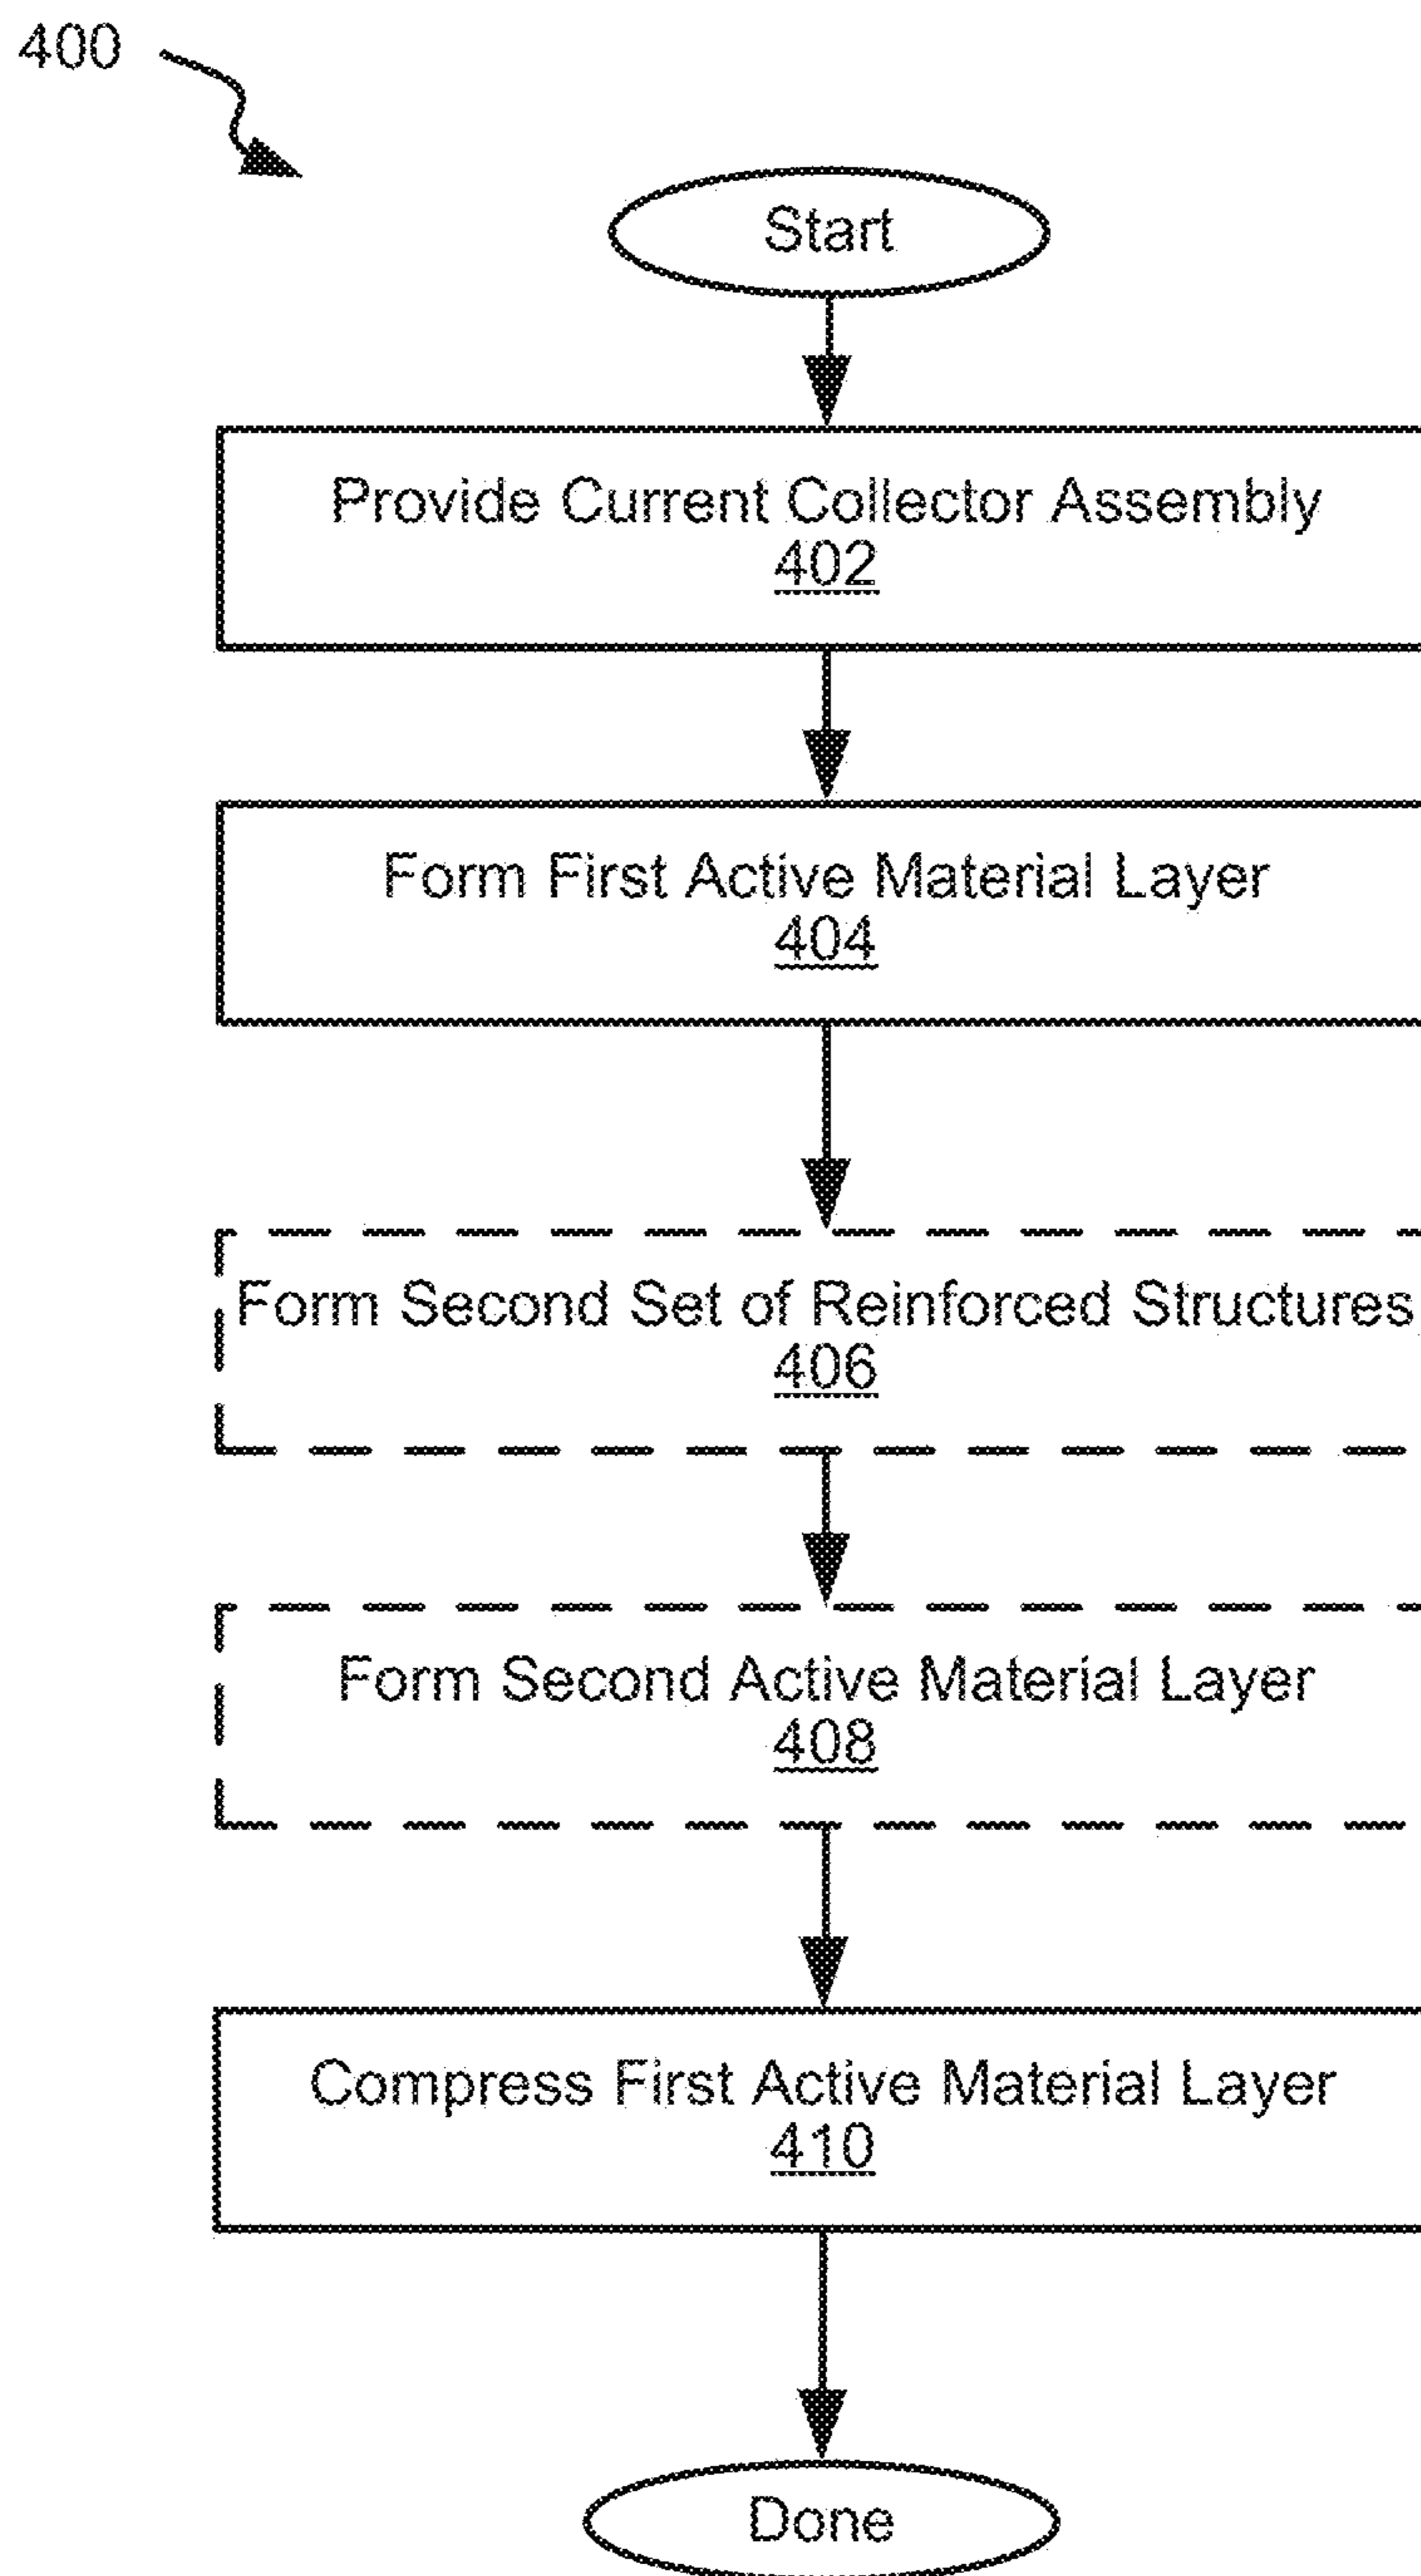 400
Start
Provide Current Collector Assembly
402
Form First Active Material Layer
404
Form Second Set of Reinforced Structures
406
Form Second Active Material Layer
408
Compress First Active Material Layer
410
Done